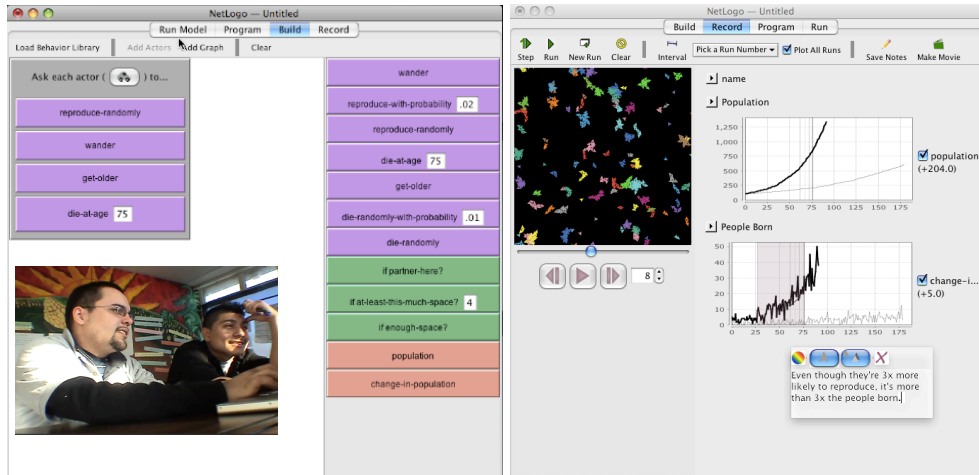 NetLogo — Untitled
Run Model Program Build Record
Load Behavior Library Add Actors Add Graph Clear
Ask each actor ( ) to...
reproduce-randomly
wander
get-older
die-at-age 75
wander
reproduce-with-probability .02
reproduce-randomly
die-at-age 75
get-older
die-randomly-with-probability .01
die-randomly
if partner-here?
if at-least-this-much-space? 4
if enough-space?
population
change-in-population
NetLogo — Untitled
Build Record Program Run
Step Run New Run Clear Interval Pick a Run Number Plot All Runs Save Notes Make Movie
8
name
Population
1,250
1,000
750
500
250
0
0 25 50 75 100 125 150 175
population
(+204.0)
People Born
50
40
30
20
10
0
0 25 50 75 100 125 150 175
change-i...
(+5.0)
Even though they're 3x more
likely to reproduce, it's more
than 3x the people born.